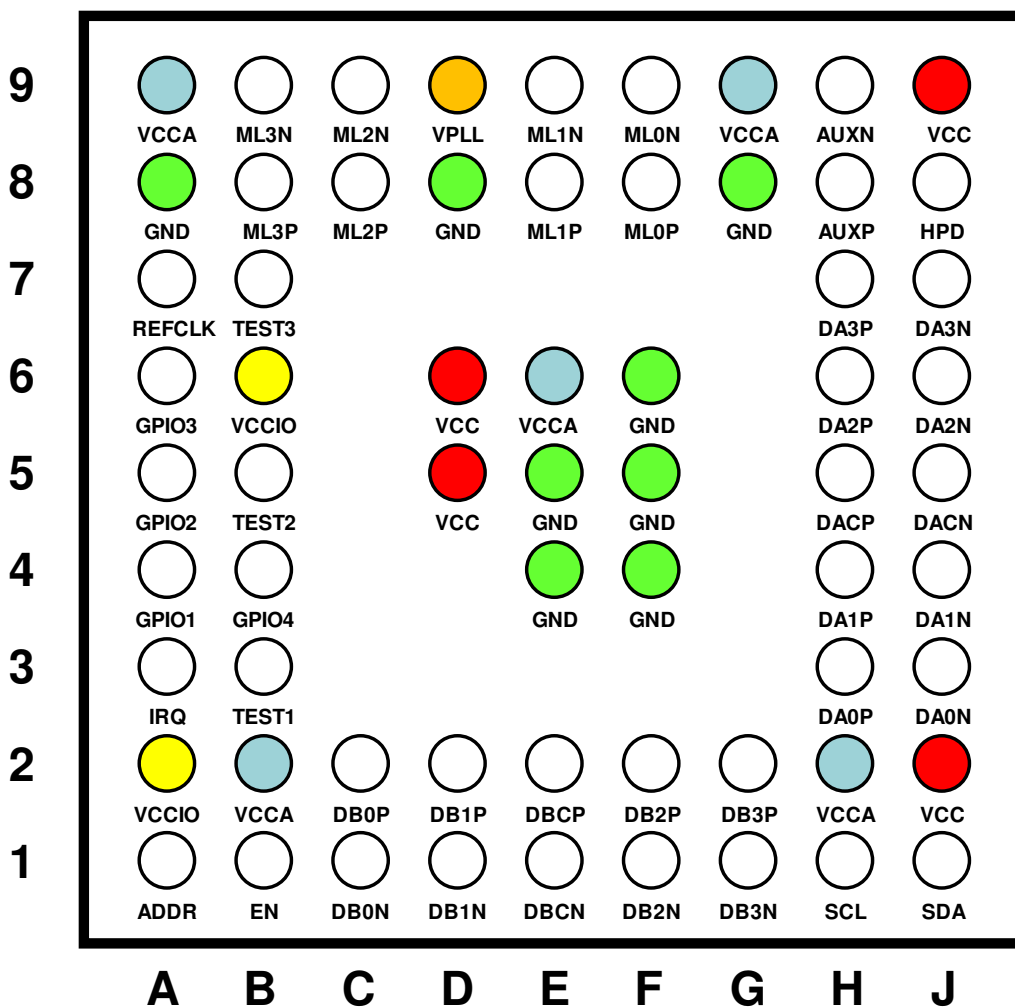 9
VCCA ML3N ML2N VPLL ML1N ML0N VCCA AUXN VCC
8
GND ML3P ML2P GND ML1P ML0P GND AUXP HPD
7
REFCLK TEST3 DA3P DA3N
6
GPIO3 VCCIO VCC VCCA GND DA2P DA2N
5
GPIO2 TEST2 VCC GND GND DACP DACN
4
GPIO1 GPIO4 GND GND DA1P DA1N
3
IRQ TEST1 DA0P DA0N
2
VCCIO VCCA DB0P DB1P DBCP DB2P DB3P VCCA VCC
1
ADDR EN DB0N DB1N DBCN DB2N DB3N SCL SDA
A B C D E F G H J